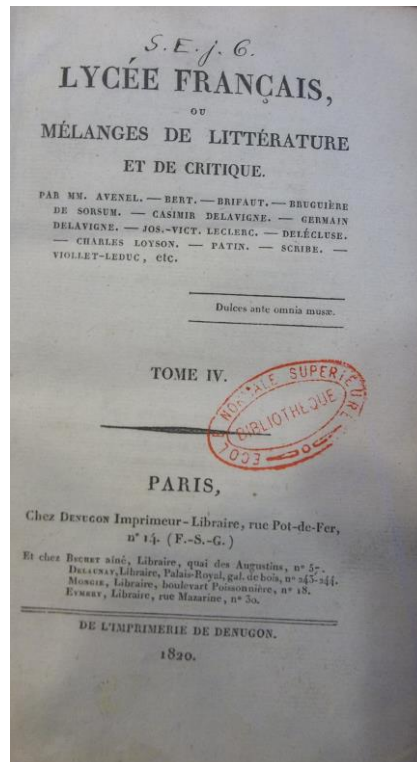 S. E. j. 6.
LYCÉE FRANÇAIS,
OU
MÉLANGES DE LITTÉRATURE
ET DE CRITIQUE.
PAR MM. AVENEL. — BERT. — BRIFAUT. — BRUGUIÈRE
DE SORSUM. — CASIMIR DELAVIGNE. — GERMAIN
DELAVIGNE. — JOS.-VICT. LECLERC. — DELÉCLUSE.
— CHARLES LOYSON. — PATIN. — SCRIBE. —
VIOLLET-LEDUC, etc.
Dulces ante omnia musæ.
TOME IV.
ECOLE NORMALE SUPERIEURE
BIBLIOTHEQUE
PARIS,
Chez DENUGON Imprimeur-Libraire, rue Pot-de-Fer,
n° 14. (F.-S.-G.)
Et chez BECHET aîné, Libraire, quai des Augustins, n° 57.
DELAUNAY, Libraire, Palais-Royal, gal. de bois, n° 243-244.
MONGIE, Libraire, boulevart Poissonnière, n° 18.
EYMERY, Libraire, rue Mazarine, n° 30.
DE L'IMPRIMERIE DE DENUGON.
1820.